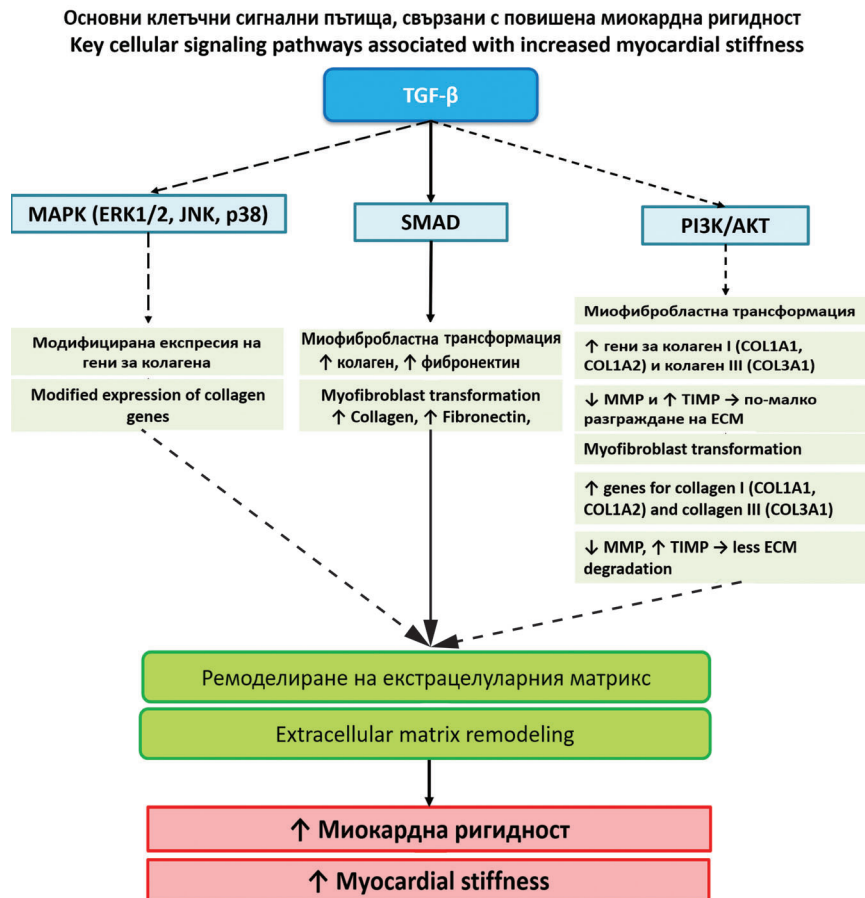 Основни клетъчни сигнални пътища, свързани с повишена миокардна ригидност
Key cellular signaling pathways associated with increased myocardial stiffness
TGF-β
MAPK (ERK1/2, JNK, p38)
SMAD
PI3K/AKT
Модифицирана експресия на
гени за колагена
Modified expression of collagen
genes
Миофибробластна трансформация
↑ колаген, ↑ фибронектин
Myofibroblast transformation
↑ Collagen, ↑ Fibronectin,
Миофибробластна трансформация
↑ гени за колаген I (COL1A1,
COL1A2) и колаген III (COL3A1)
↓ MMP и ↑ TIMP → по-малко
разграждане на ECM
Myofibroblast transformation
↑ genes for collagen I (COL1A1,
COL1A2) and collagen III (COL3A1)
↓ MMP, ↑ TIMP → less ECM
degradation
Ремоделиране на екстрацелуларния матрикс
Extracellular matrix remodeling
↑ Миокардна ригидност
↑ Myocardial stiffness